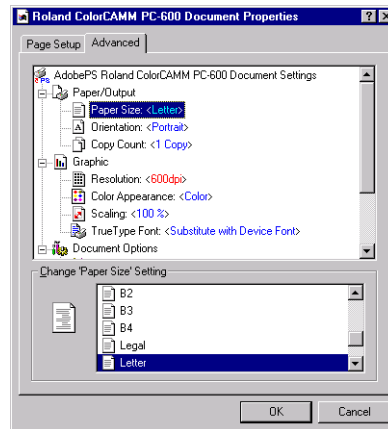 Roland ColorCAMM PC-600 Document Properties
Page Setup
Advanced
AdobePS Roland ColorCAMM PC-600 Document Settings
Paper/Output
Paper Size: <Letter>
Orientation: <Portrait>
Copy Count: <1 Copy>
Graphic
Resolution: <600dpi>
Color Appearance: <Color>
Scaling: <100 %>
TrueType Font: <Substitute with Device Font>
Document Options
Change 'Paper Size' Setting
B2
B3
B4
Legal
Letter
OK
Cancel